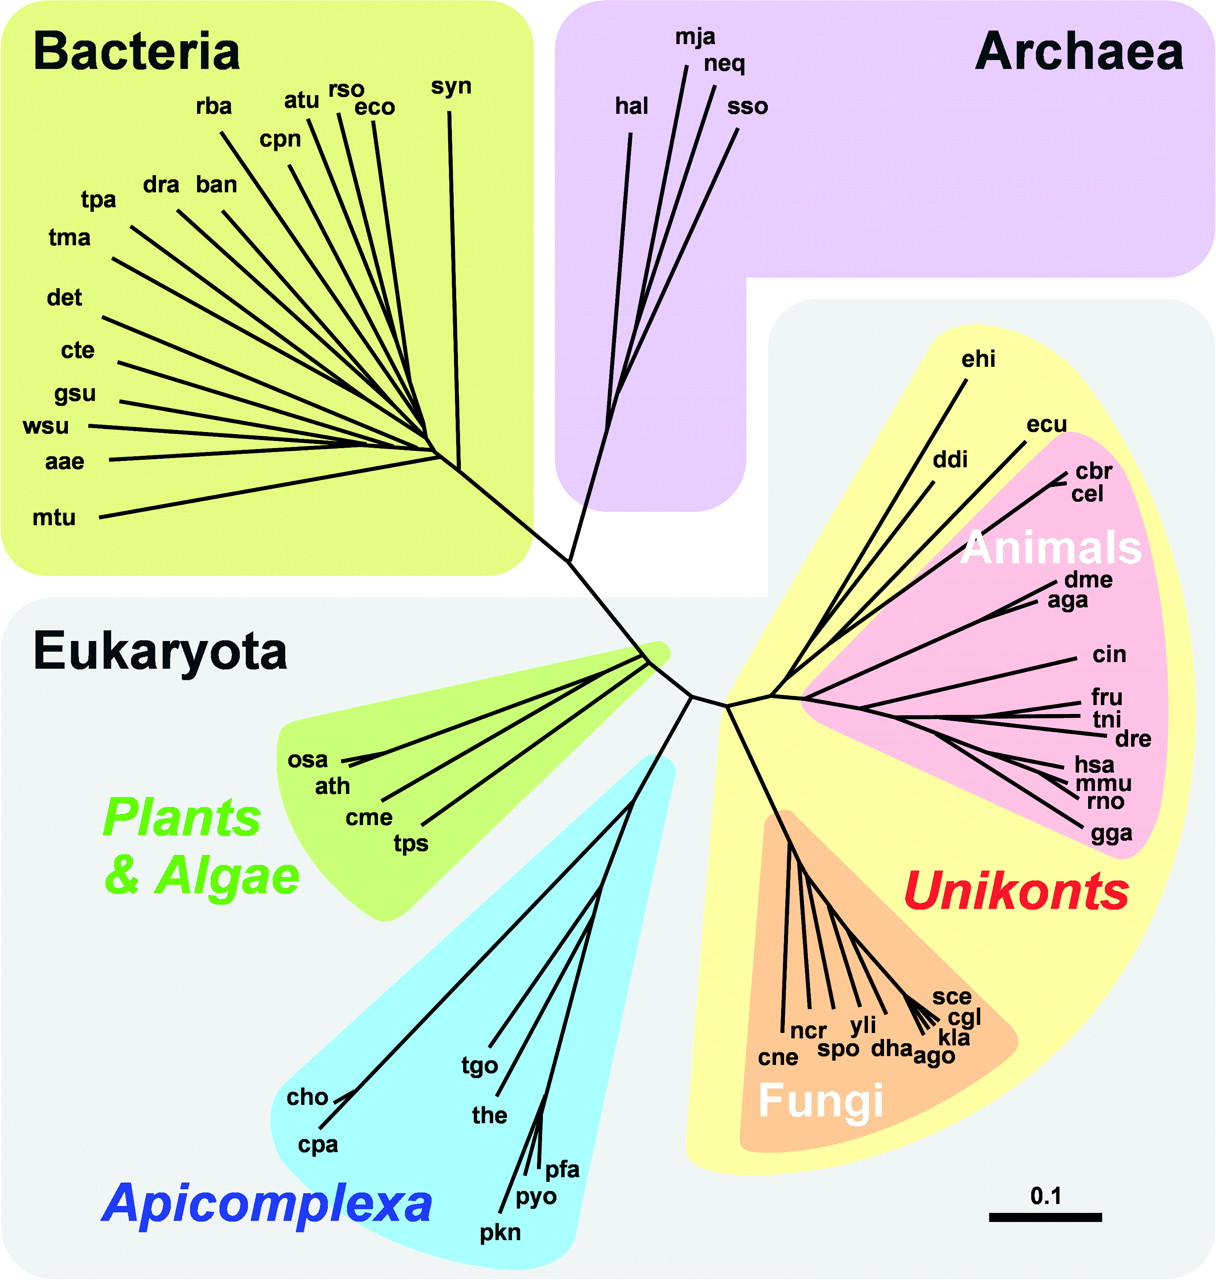 Bacteria
Archaea
mja
neq
hal
sso
syn
rso
atu
eco
rba
cpn
dra
ban
tpa
tma
det
cte
gsu
wsu
aae
mtu
Eukaryota
ehi
ecu
ddi
cbr
cel
Animals
dme
aga
cin
fru
tni
dre
hsa
mmu
rno
gga
Unikonts
osa
ath
cme
tps
Plants
& Algae
sce
cgl
kla
ago
dha
yli
spo
ncr
cne
Fungi
tgo
the
cho
cpa
pfa
pyo
pkn
Apicomplexa
0.1